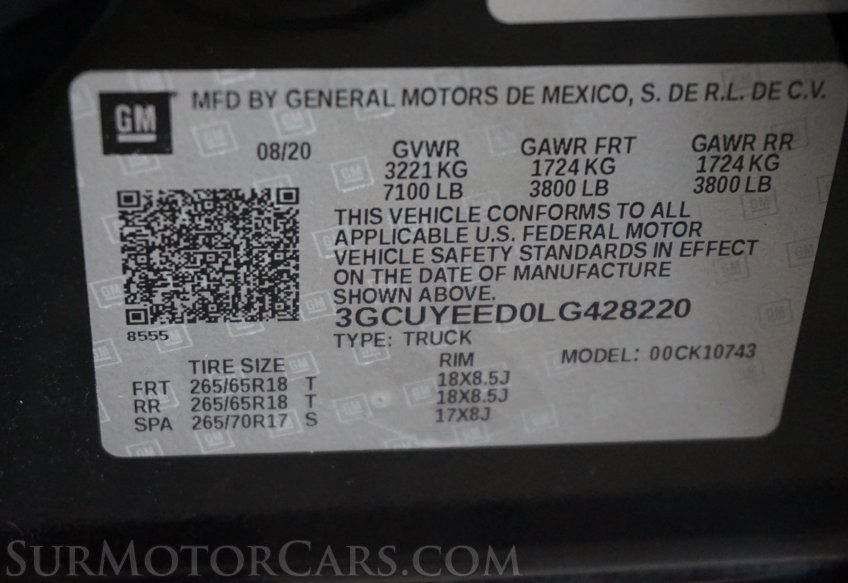 GM MFD BY GENERAL MOTORS DE MEXICO, S. DE R.L. DE C.V.
08/20 GVWR GAWR FRT GAWR RR
3221 KG 1724 KG 1724 KG
7100 LB 3800 LB 3800 LB
THIS VEHICLE CONFORMS TO ALL
APPLICABLE U.S. FEDERAL MOTOR
VEHICLE SAFETY STANDARDS IN EFFECT
ON THE DATE OF MANUFACTURE
SHOWN ABOVE.
3GCUYEED0LG428220
8555
TYPE: TRUCK MODEL: 00CK10743
TIRE SIZE RIM
FRT 265/65R18 T 18X8.5J
RR 265/65R18 T 18X8.5J
SPA 265/70R17 S 17X8J
SURMOTORCARS.COM